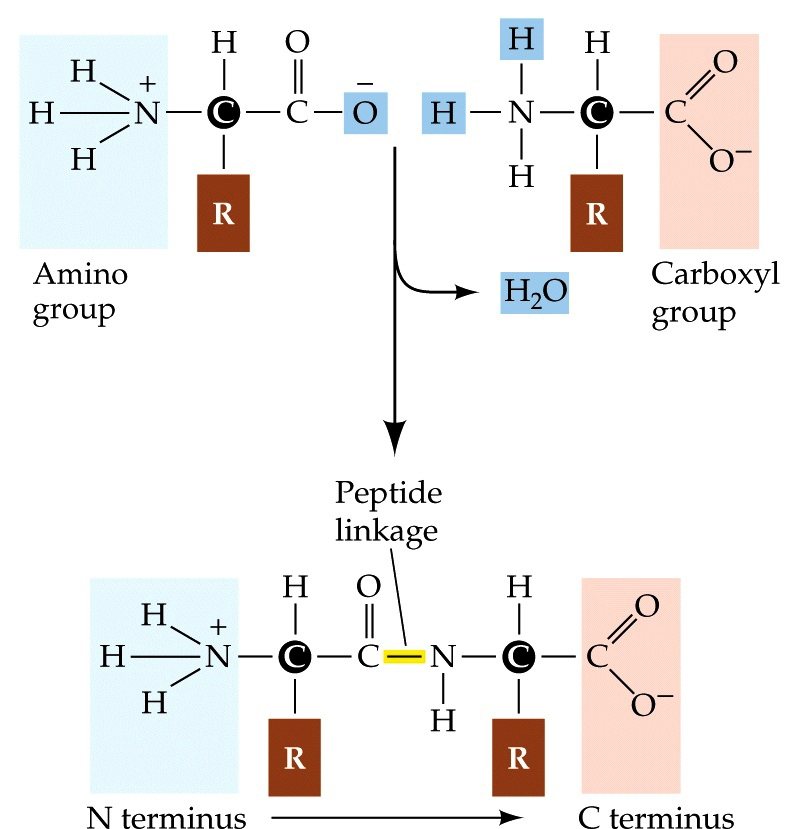 H H O H H O
H + − 
H N C C O H N C C
H H O−
R R
Amino
group
H₂O
Carboxyl
group
Peptide
linkage
H O H O
H +
H N C C N C C
H H O−
R R
N terminus
C terminus